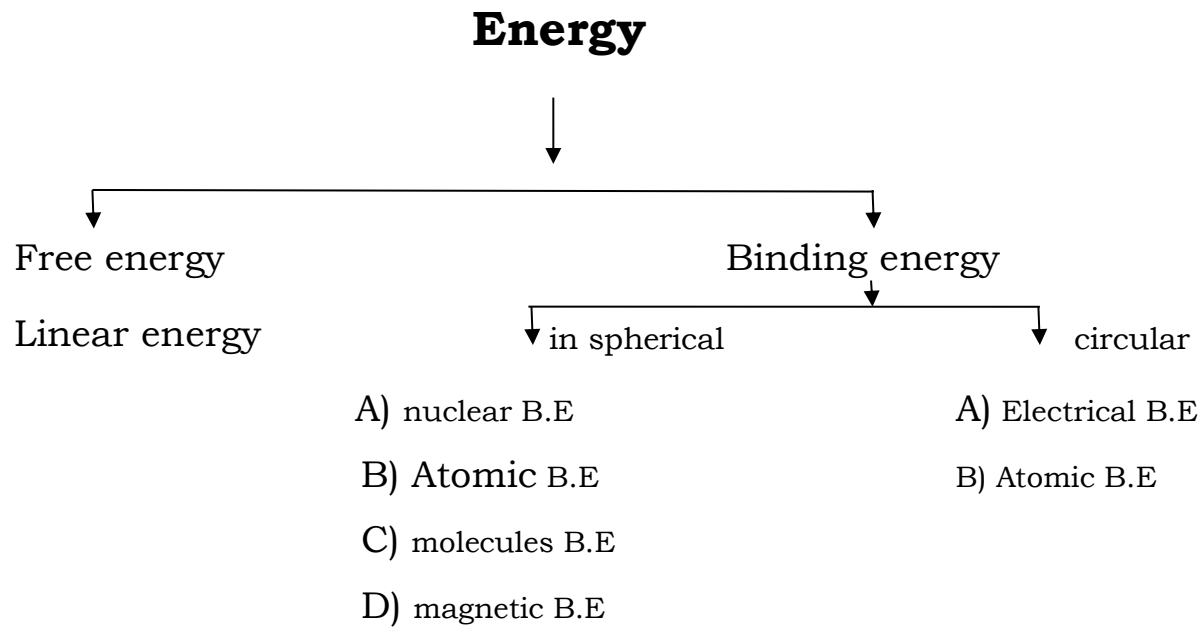 Energy
Free energy
Binding energy
Linear energy
in spherical
circular
A) nuclear B.E
A) Electrical B.E
B) Atomic B.E
B) Atomic B.E
C) molecules B.E
D) magnetic B.E